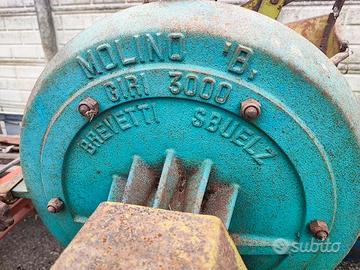 MOLINO "B"
GIRI 3000
BREVETTI SBUELZ
subito